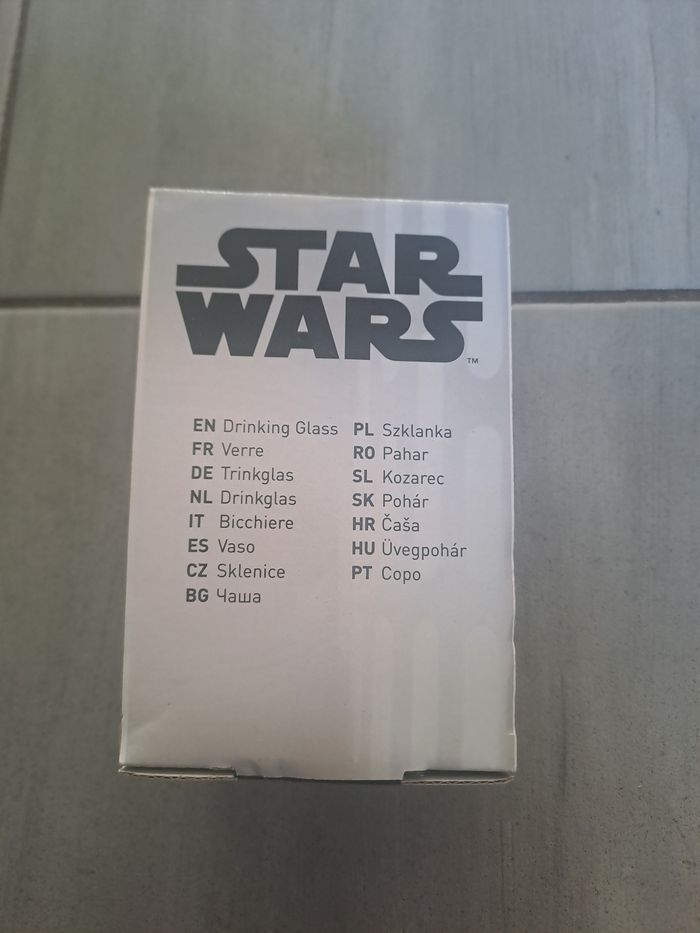 STAR
WARS
™
EN Drinking Glass
FR Verre
DE Trinkglas
NL Drinkglas
IT Bicchiere
ES Vaso
CZ Sklenice
BG Чаша
PL Szklanka
RO Pahar
SL Kozarec
SK Pohár
HR Čaša
HU Üvegpohár
PT Copo